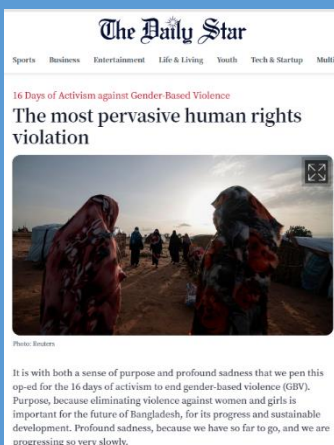 The Daily Star
Sports Business Entertainment Life & Living Youth Tech & Startup Multi
16 Days of Activism against Gender-Based Violence
The most pervasive human rights
violation
Photo: Reuters
It is with both a sense of purpose and profound sadness that we pen this
op-ed for the 16 days of activism to end gender-based violence (GBV).
Purpose, because eliminating violence against women and girls is
important for the future of Bangladesh, for its progress and sustainable
development. Profound sadness, because we have so far to go, and we are
progressing so very slowly.